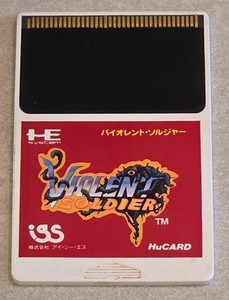 HE
SYSTEM
バイオレント・ソルジャー
VIOLENT
SOLDIER
TM
IGS
株式会社 アイ・ジー・エス
HuCARD